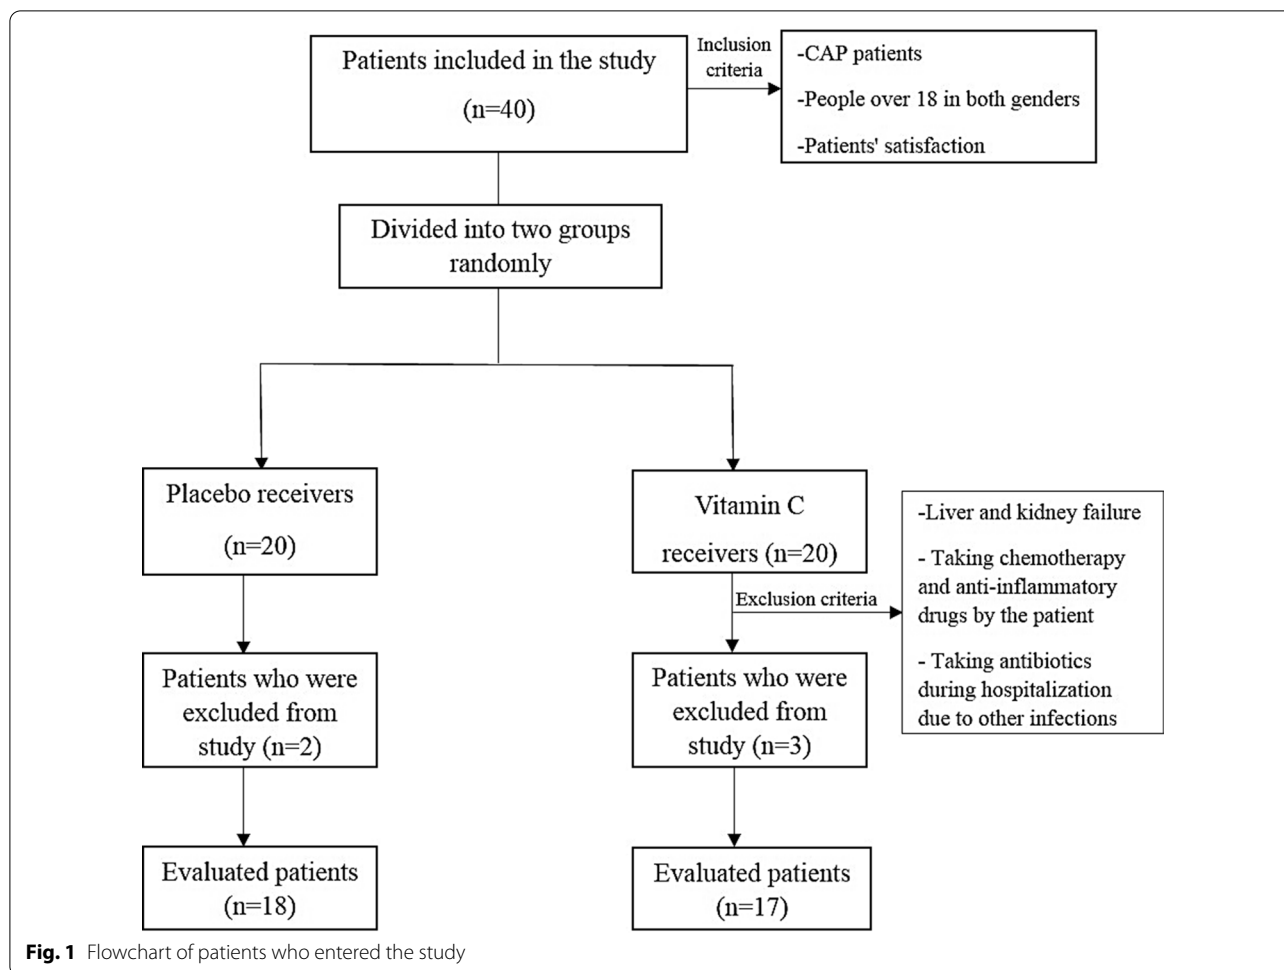 Patients included in the study
(n=40)
Inclusion
criteria
-CAP patients
-People over 18 in both genders
-Patients' satisfaction
Divided into two groups
randomly
Placebo receivers
(n=20)
Vitamin C
receivers (n=20)
Exclusion criteria
-Liver and kidney failure
- Taking chemotherapy
and anti-inflammatory
drugs by the patient
- Taking antibiotics
during hospitalization
due to other infections
Patients who were
excluded from
study (n=2)
Patients who were
excluded from
study (n=3)
Evaluated patients
(n=18)
Evaluated patients
(n=17)
Fig. 1 Flowchart of patients who entered the study